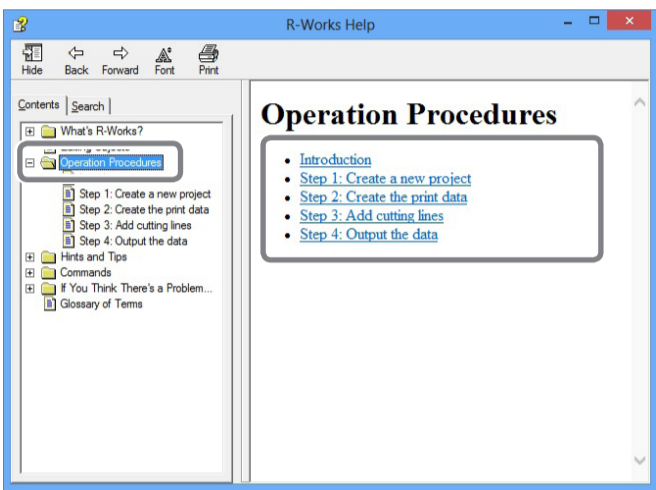 R-Works Help
Hide Back Forward Font Print
Contents Search
What's R-Works?
Operation Procedures
Step 1: Create a new project
Step 2: Create the print data
Step 3: Add cutting lines
Step 4: Output the data
Hints and Tips
Commands
If You Think There's a Problem...
Glossary of Terms
Operation Procedures
Introduction
Step 1: Create a new project
Step 2: Create the print data
Step 3: Add cutting lines
Step 4: Output the data